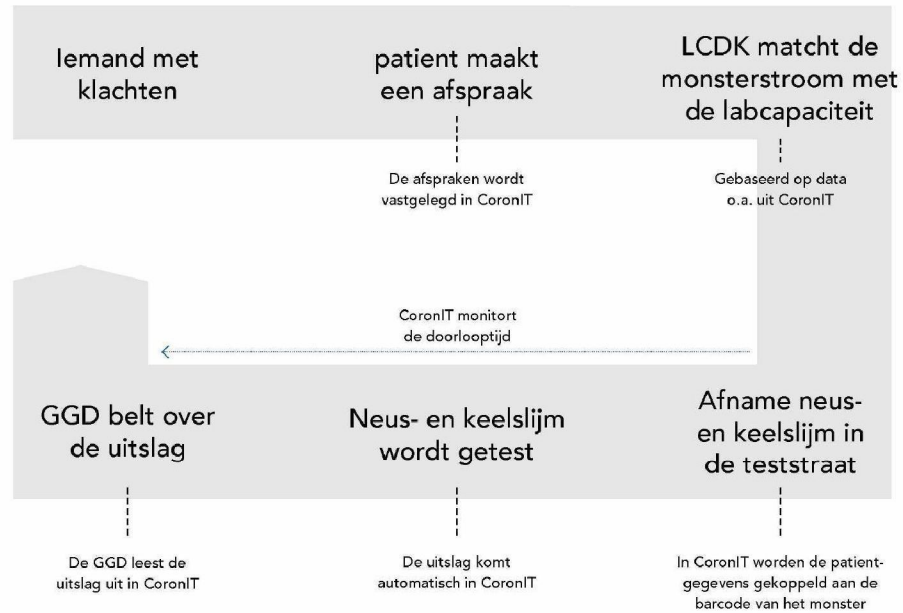 Iemand met
klachten
patient maakt
een afspraak
LCDK matcht de
monsterstroom met
de labcapaciteit
De afspraken wordt
vastgelegd in CoronIT
Gebaseerd op data
o.a. uit CoronIT
CoronIT monitort
de doorlooptijd
GGD belt over
de uitslag
Neus- en keelslijm
wordt getest
Afname neus-
en keelslijm in
de teststraat
De GGD leest de
uitslag uit in CoronIT
De uitslag komt
automatisch in CoronIT
In CoronIT worden de patient-
gegevens gekoppeld aan de
barcode van het monster